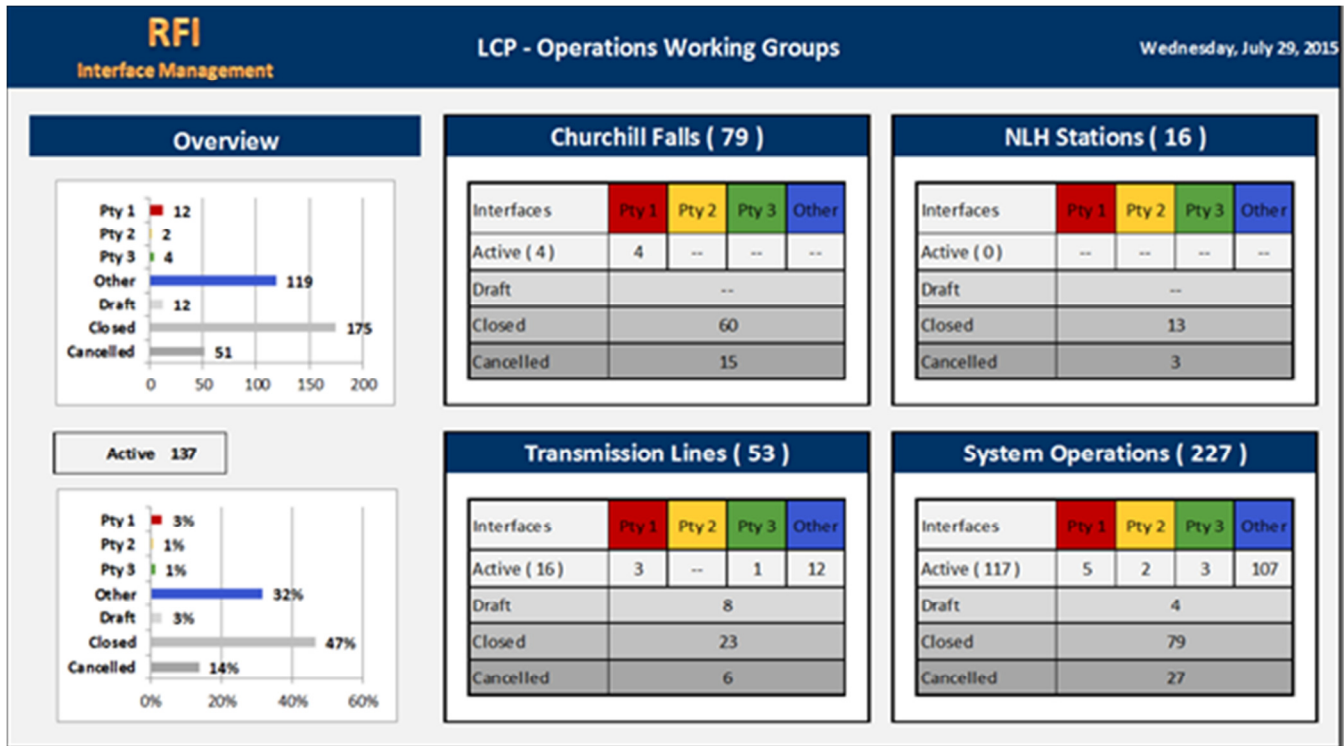 RFI
Interface Management
LCP - Operations Working Groups
Wednesday, July 29, 2015
Overview
Pty 1 12
Pty 2 2
Pty 3 4
Other 119
Draft 12
Closed 175
Cancelled 51
0 50 100 150 200
Active 137
Pty 1 3%
Pty 2 1%
Pty 3 1%
Other 32%
Draft 3%
Closed 47%
Cancelled 14%
0% 20% 40% 60%
Churchill Falls ( 79 )
Interfaces Pty 1 Pty 2 Pty 3 Other
Active ( 4 ) 4 -- -- --
Draft --
Closed 60
Cancelled 15
NLH Stations ( 16 )
Interfaces Pty 1 Pty 2 Pty 3 Other
Active ( 0 ) -- -- -- --
Draft --
Closed 13
Cancelled 3
Transmission Lines ( 53 )
Interfaces Pty 1 Pty 2 Pty 3 Other
Active ( 16 ) 3 -- 1 12
Draft 8
Closed 23
Cancelled 6
System Operations ( 227 )
Interfaces Pty 1 Pty 2 Pty 3 Other
Active ( 117 ) 5 2 3 107
Draft 4
Closed 79
Cancelled 27